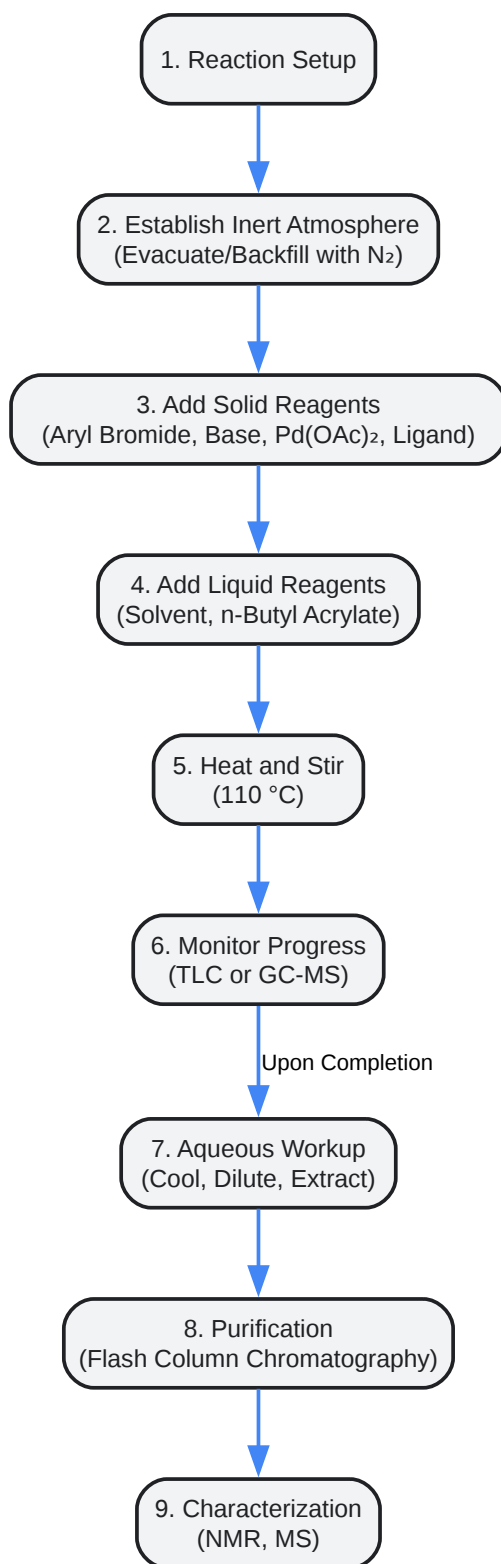 1. Reaction Setup
2. Establish Inert Atmosphere
(Evacuate/Backfill with N₂)
3. Add Solid Reagents
(Aryl Bromide, Base, Pd(OAc)₂, Ligand)
4. Add Liquid Reagents
(Solvent, n-Butyl Acrylate)
5. Heat and Stir
(110 °C)
6. Monitor Progress
(TLC or GC-MS)
Upon Completion
7. Aqueous Workup
(Cool, Dilute, Extract)
8. Purification
(Flash Column Chromatography)
9. Characterization
(NMR, MS)